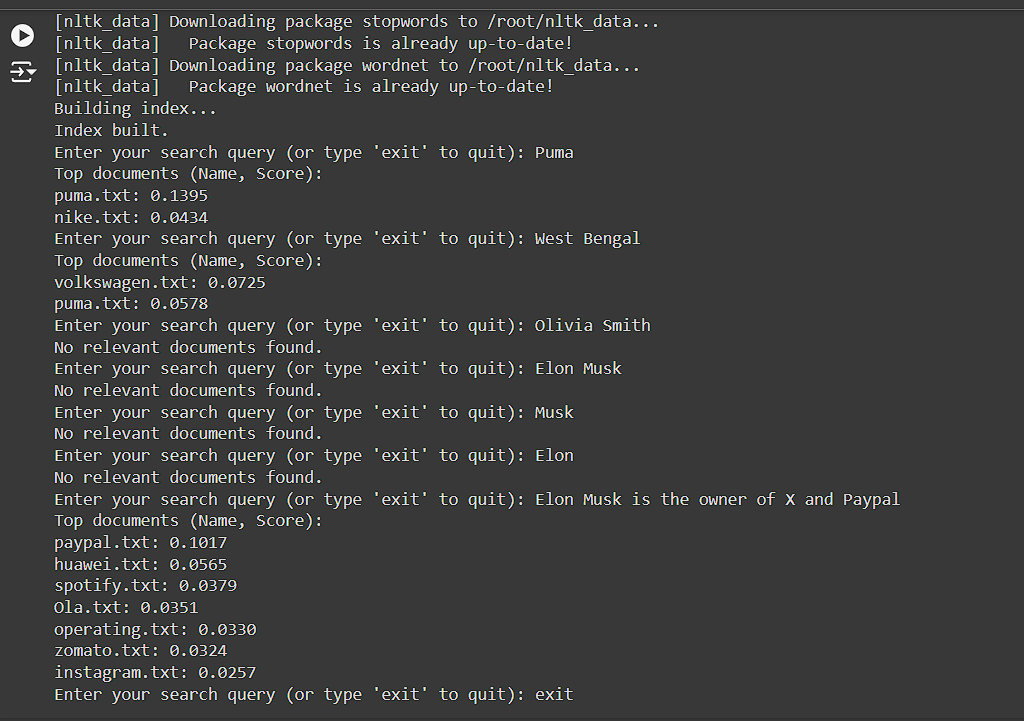 [nltk_data] Downloading package stopwords to /root/nltk_data...
[nltk_data]   Package stopwords is already up-to-date!
[nltk_data] Downloading package wordnet to /root/nltk_data...
[nltk_data]   Package wordnet is already up-to-date!
Building index...
Index built.
Enter your search query (or type 'exit' to quit): Puma
Top documents (Name, Score):
puma.txt: 0.1395
nike.txt: 0.0434
Enter your search query (or type 'exit' to quit): West Bengal
Top documents (Name, Score):
volkswagen.txt: 0.0725
puma.txt: 0.0578
Enter your search query (or type 'exit' to quit): Olivia Smith
No relevant documents found.
Enter your search query (or type 'exit' to quit): Elon Musk
No relevant documents found.
Enter your search query (or type 'exit' to quit): Musk
No relevant documents found.
Enter your search query (or type 'exit' to quit): Elon
No relevant documents found.
Enter your search query (or type 'exit' to quit): Elon Musk is the owner of X and Paypal
Top documents (Name, Score):
paypal.txt: 0.1017
huawei.txt: 0.0565
spotify.txt: 0.0379
Ola.txt: 0.0351
operating.txt: 0.0330
zomato.txt: 0.0324
instagram.txt: 0.0257
Enter your search query (or type 'exit' to quit): exit